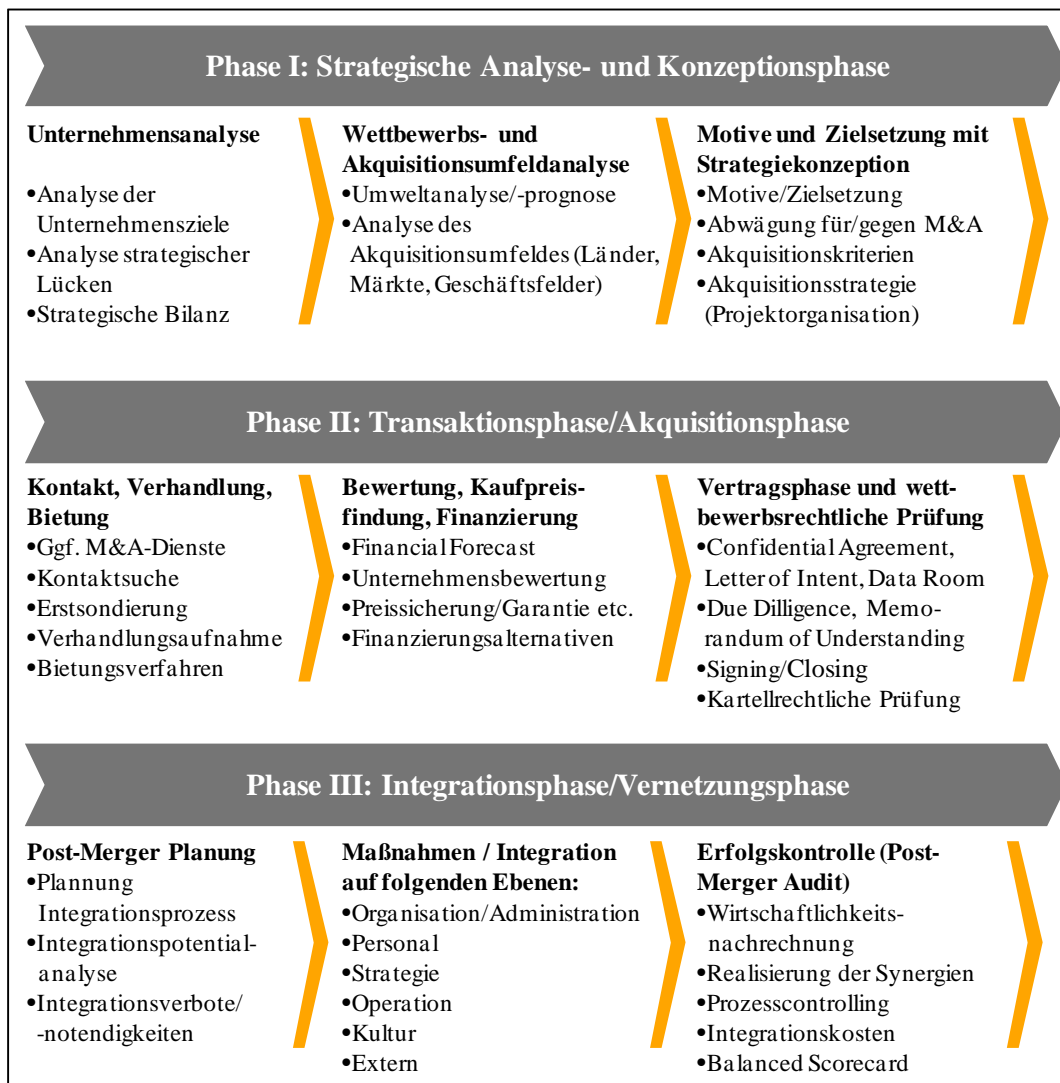 Phase I: Strategische Analyse- und Konzeptionsphase
Unternehmensanalyse
•Analyse der
Unternehmensziele
•Analyse strategischer
Lücken
•Strategische Bilanz
Wettbewerbs- und
Akquisitionsumfeldanalyse
•Umweltanalyse/-prognose
•Analyse des
Akquisitionsumfeldes (Länder,
Märkte, Geschäftsfelder)
Motive und Zielsetzung mit
Strategiekonzeption
•Motive/Zielsetzung
•Abwägung für/gegen M&A
•Akquisitionskriterien
•Akquisitionsstrategie
(Projektorganisation)
Phase II: Transaktionsphase/Akquisitionsphase
Kontakt, Verhandlung,
Bietung
•Ggf. M&A-Dienste
•Kontaktsuche
•Erstsondierung
•Verhandlungsaufnahme
•Bietungsverfahren
Bewertung, Kaufpreis-
findung, Finanzierung
•Financial Forecast
•Unternehmensbewertung
•Preissicherung/Garantie etc.
•Finanzierungsalternativen
Vertragsphase und wett-
bewerbsrechtliche Prüfung
•Confidential Agreement,
Letter of Intent, Data Room
•Due Dilligence, Memo-
randum of Understanding
•Signing/Closing
•Kartellrechtliche Prüfung
Phase III: Integrationsphase/Vernetzungsphase
Post-Merger Planung
•Plannung
Integrationsprozess
•Integrationspotential-
analyse
•Integrationsverbote/
-notendigkeiten
Maßnahmen / Integration
auf folgenden Ebenen:
•Organisation/Administration
•Personal
•Strategie
•Operation
•Kultur
•Extern
Erfolgskontrolle (Post-
Merger Audit)
•Wirtschaftlichkeits-
nachrechnung
•Realisierung der Synergien
•Prozesscontrolling
•Integrationskosten
•Balanced Scorecard